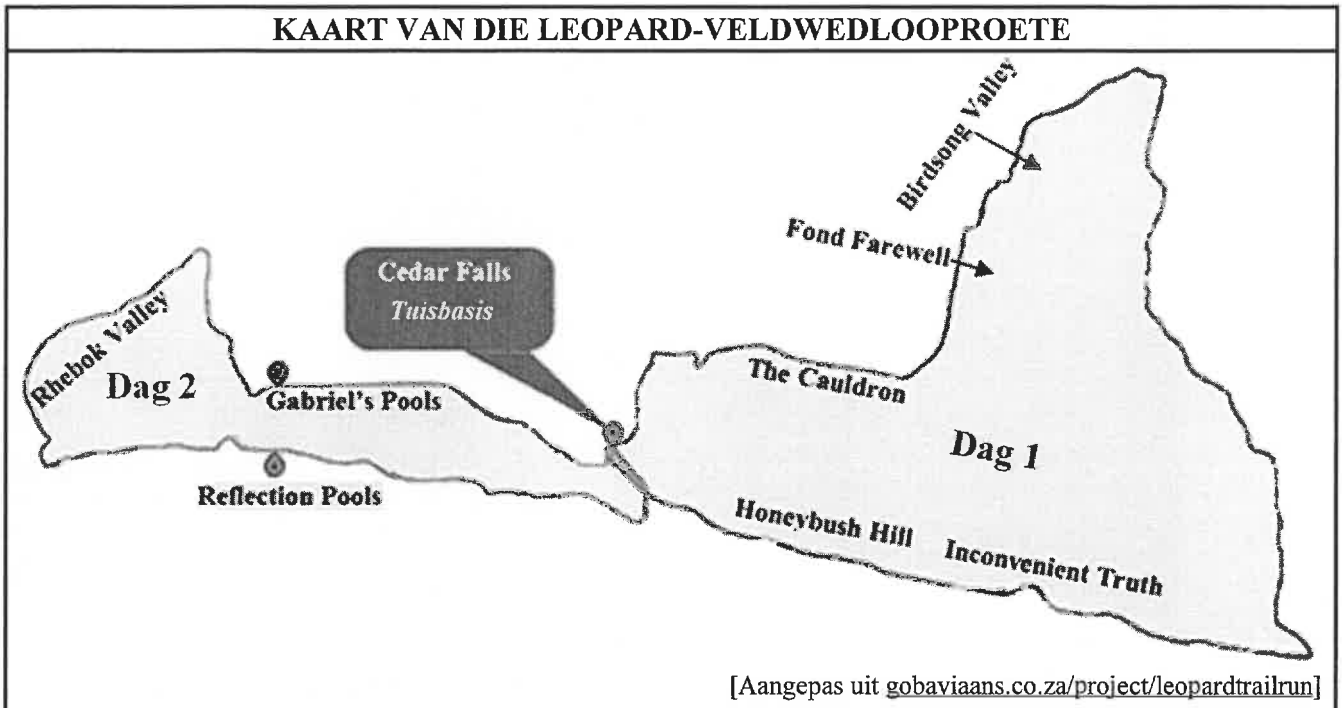 KAART VAN DIE LEOPARD-VELDWEDLOOPROETE
Birdsong Valley
Fond Farewell
Cedar Falls
Tuisbasis
Rhebok Valley
Dag 2
Gabriel's Pools
The Cauldron
Dag 1
Reflection Pools
Honeybush Hill
Inconvenient Truth
[Aangepas uit gobaviaans.co.za/project/leopardtrailrun]